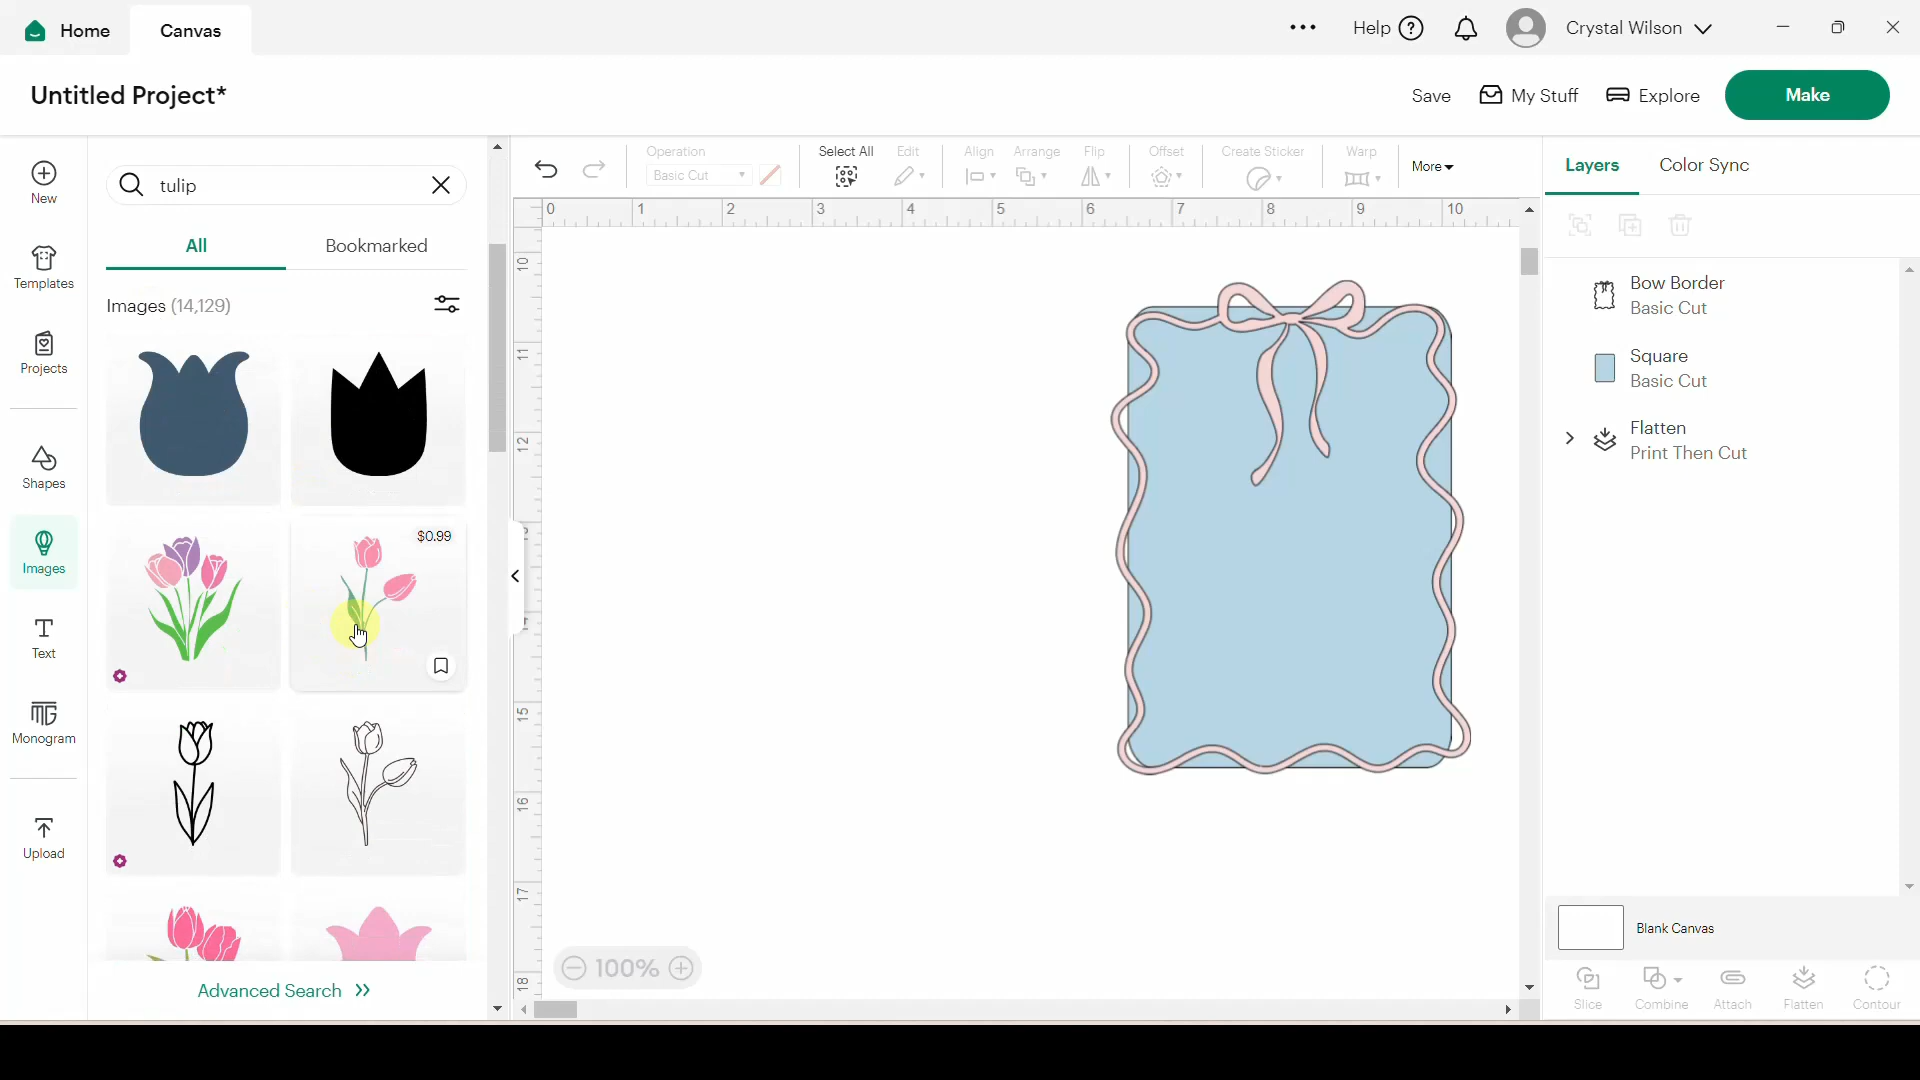 Home
Canvas
Help
Crystal Wilson
Untitled Project*
Save
My Stuff
Explore
Make
New
Templates
Projects
Shapes
Images
Text
Monogram
Upload
tulip
All
Bookmarked
Images (14,129)
$0.99
Advanced Search
Operation
Basic Cut
Select All
Edit
Align
Arrange
Flip
Offset
Create Sticker
Warp
More
0 1 2 3 4 5 6 7 8 9 10
10
11
12
15
16
17
18
100%
Layers
Color Sync
Bow Border
Basic Cut
Square
Basic Cut
Flatten
Print Then Cut
Blank Canvas
Slice
Combine
Attach
Flatten
Contour